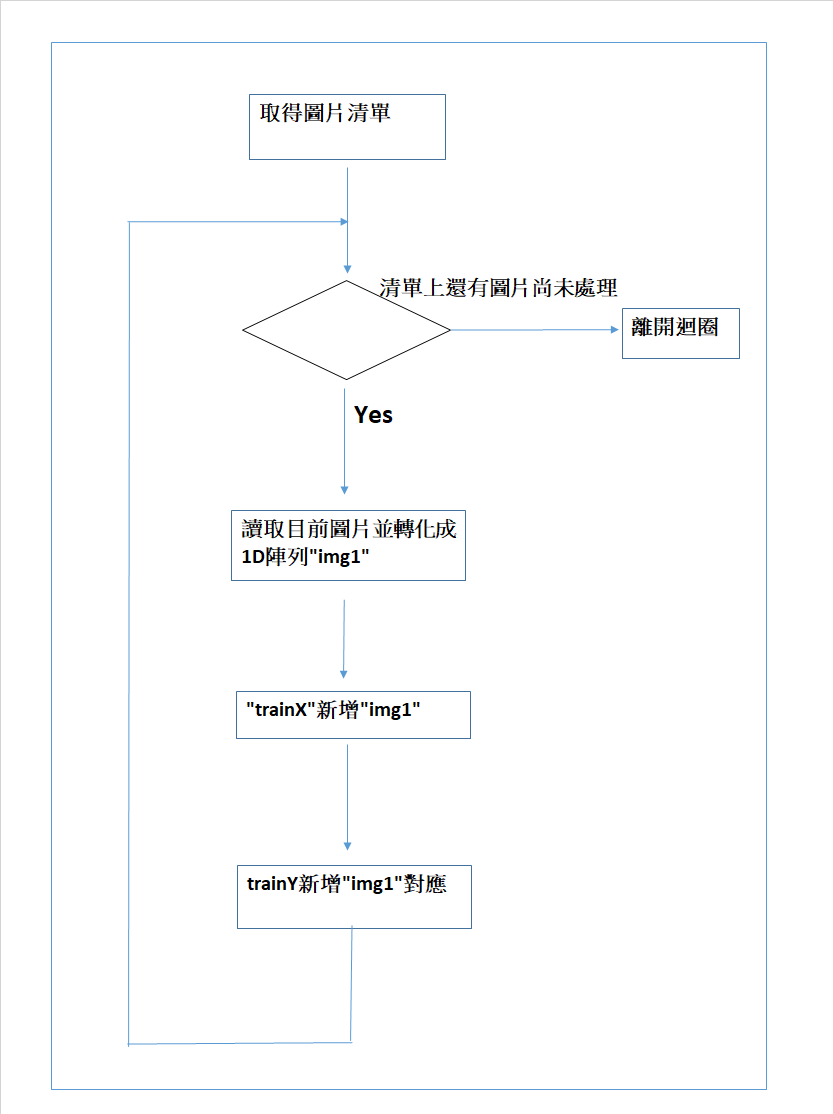 取得圖片清單
清單上還有圖片尚未處理
離開迴圈
Yes
讀取目前圖片並轉化成
1D陣列"img1"
"trainX"新增"img1"
trainY新增"img1"對應